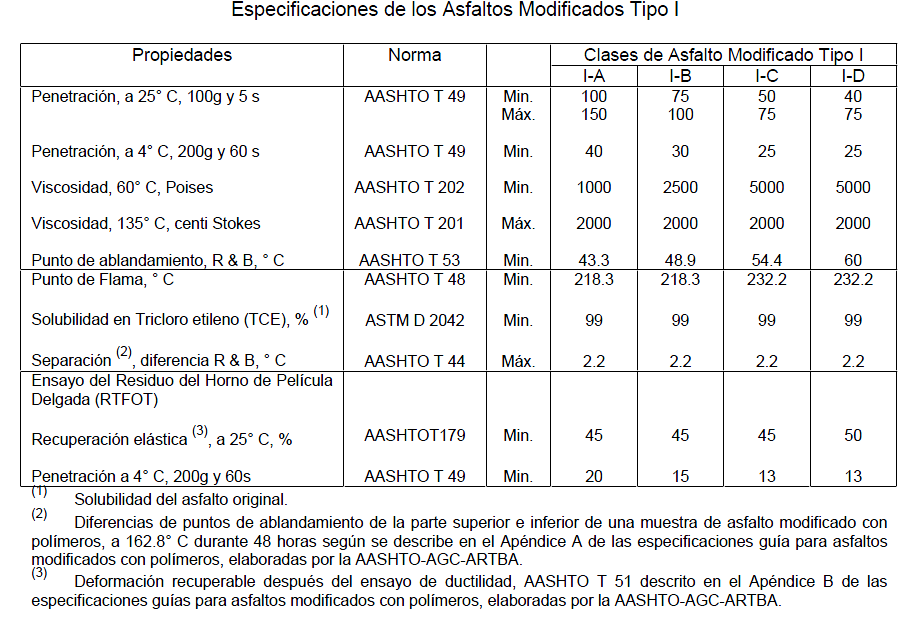 Especificaciones de los Asfaltos Modificados Tipo I
Propiedades Norma Clases de Asfalto Modificado Tipo I
I-A I-B I-C I-D
Penetración, a 25° C, 100g y 5 s AASHTO T 49 Min. 100 75 50 40
Máx. 150 100 75 75
Penetración, a 4° C, 200g y 60 s AASHTO T 49 Min. 40 30 25 25
Viscosidad, 60° C, Poises AASHTO T 202 Min. 1000 2500 5000 5000
Viscosidad, 135° C, centi Stokes AASHTO T 201 Máx. 2000 2000 2000 2000
Punto de ablandamiento, R & B, ° C AASHTO T 53 Min. 43.3 48.9 54.4 60
Punto de Flama, ° C AASHTO T 48 Min. 218.3 218.3 232.2 232.2
Solubilidad en Tricloro etileno (TCE), % (1) ASTM D 2042 Min. 99 99 99 99
Separación (2), diferencia R & B, ° C AASHTO T 44 Máx. 2.2 2.2 2.2 2.2
Ensayo del Residuo del Horno de Película
Delgada (RTFOT)
Recuperación elástica (3), a 25° C, % AASHTOT179 Min. 45 45 45 50
Penetración a 4° C, 200g y 60s AASHTO T 49 Min. 20 15 13 13
(1) Solubilidad del asfalto original.
(2) Diferencias de puntos de ablandamiento de la parte superior e inferior de una muestra de asfalto modificado con
polímeros, a 162.8° C durante 48 horas según se describe en el Apéndice A de las especificaciones guía para asfaltos
modificados con polímeros, elaboradas por la AASHTO-AGC-ARTBA.
(3) Deformación recuperable después del ensayo de ductilidad, AASHTO T 51 descrito en el Apéndice B de las
especificaciones guías para asfaltos modificados con polímeros, elaboradas por la AASHTO-AGC-ARTBA.